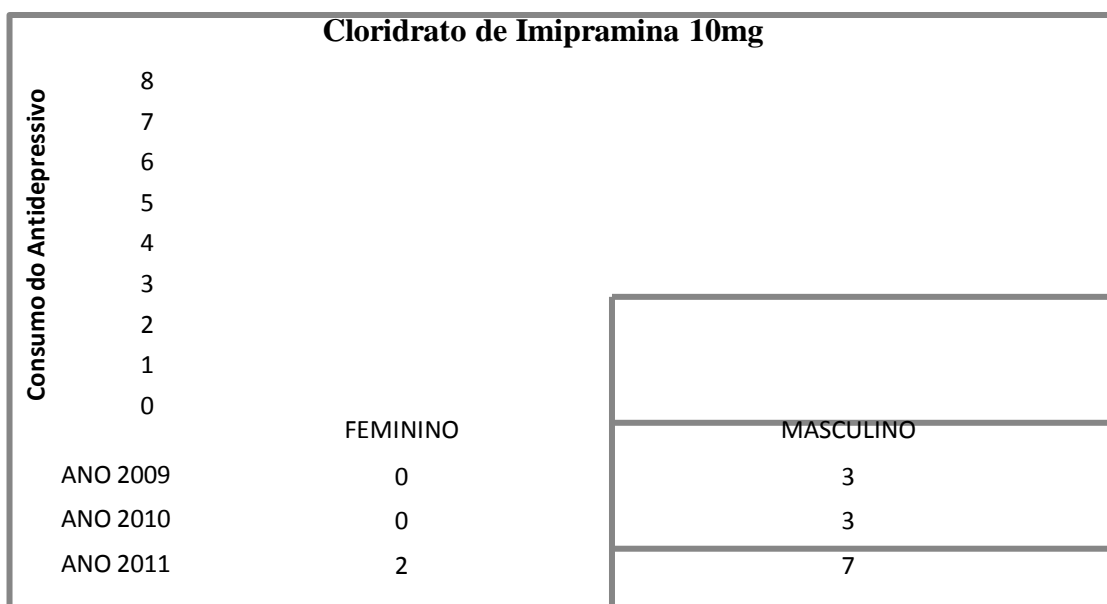 Cloridrato de Imipramina 10mg
Consumo do Antidepressivo
8
7
6
5
4
3
2
1
0
FEMININO MASCULINO
ANO 2009 0 3
ANO 2010 0 3
ANO 2011 2 7